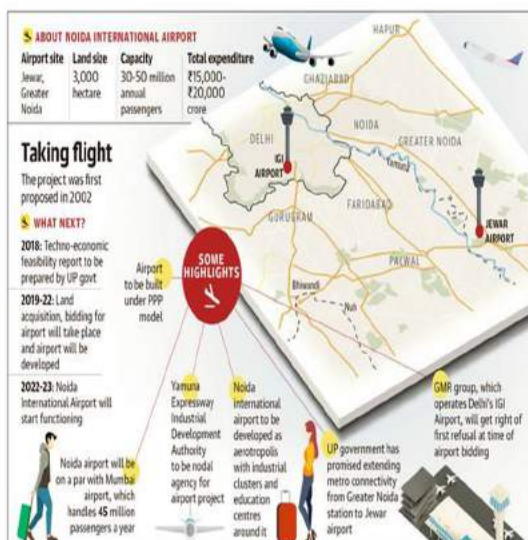 ABOUT NOIDA INTERNATIONAL AIRPORT
Airport site
Jewar,
Greater
Noida
Land size
3,000
hectare
Capacity
30-50 million
annual
passengers
Total expenditure
₹15,000-
₹20,000
crore
Taking flight
The project was first
proposed in 2002
WHAT NEXT?
2018: Techno-economic
feasibility report to be
prepared by UP govt
2019-22: Land
acquisition, bidding for
airport will take place
and airport will be
developed
2022-23: Noida
International Airport will
start functioning
HAPUR
GHAZIABAD
DELHI
NOIDA
GREATER NOIDA
IGI
AIRPORT
Yamuna
FARIDABAD
JEWAR
AIRPORT
GURUGRAM
PALWAL
Bhiwandi
Nuh
SOME
HIGHLIGHTS
Airport
to be built
under PPP
model
Noida airport will be
on a par with Mumbai
airport, which
handles 45 million
passengers a year
Yamuna
Expressway
Industrial
Development
Authority
to be nodal
agency for
airport project
Noida
International
airport to be
developed as
aerotropolis
with industrial
clusters and
education
centres
around it
UP government has
promised extending
metro connectivity
from Greater Noida
station to Jewar
airport
GMR group, which
operates Delhi's IGI
Airport, will get right of
first refusal at time of
airport bidding